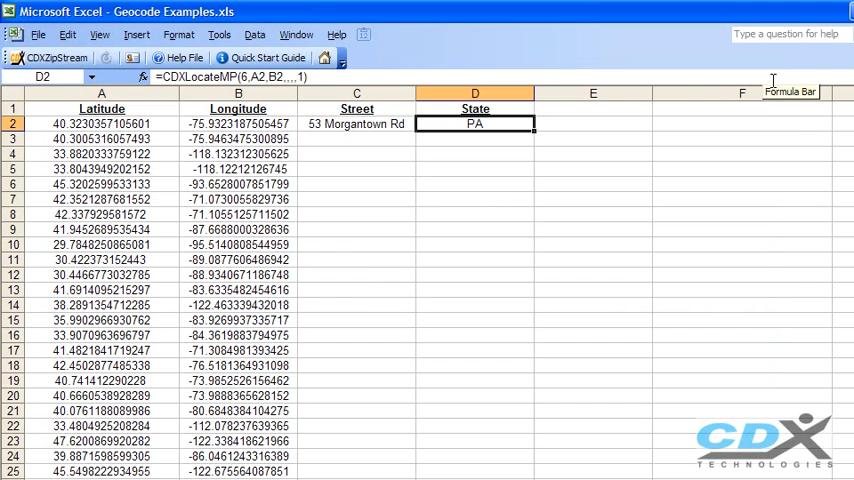 Microsoft Excel - Geocode Examples.xls
File Edit View Insert Format Tools Data Window Help Type a question for help
CDXZipStream Help File Quick Start Guide
D2 fx =CDXLocateMP(6,A2,B2,,,,1)
Formula Bar
A B C D E F
1 Latitude Longitude Street State
2 40.3230357105601 -75.9323187505457 53 Morgantown Rd PA
3 40.3005316057493 -75.9463475300895
4 33.8820333759122 -118.132312305625
5 33.8043949202152 -118.12212126745
6 45.3202599533133 -93.6528007851799
7 42.3521287681552 -71.0730055829736
8 42.337929581572 -71.1055125711502
9 41.9452689535434 -87.6688000328636
10 29.7848250865081 -95.5140808544959
11 30.422373152443 -89.0877606486942
12 30.4466773032785 -88.9340671186748
13 41.6914095215297 -83.6335482454616
14 38.2891354712285 -122.463339432018
15 35.9902966930762 -83.9269937335717
16 33.9070963696797 -84.3619883794975
17 41.4821841719247 -71.3084981393425
18 42.4502877485338 -76.5181364931098
19 40.741412290228 -73.9852526156462
20 40.6660538928289 -73.9888365652106
21 40.0761188089986 -80.6848384104275
22 33.4804925205281 -112.078237639365
23 47.6200869920282 -122.338418621966
24 39.8871598559387 -86.0461243316389
25 45.5498222934955 -122.675564087851
CDX
TECHNOLOGIES